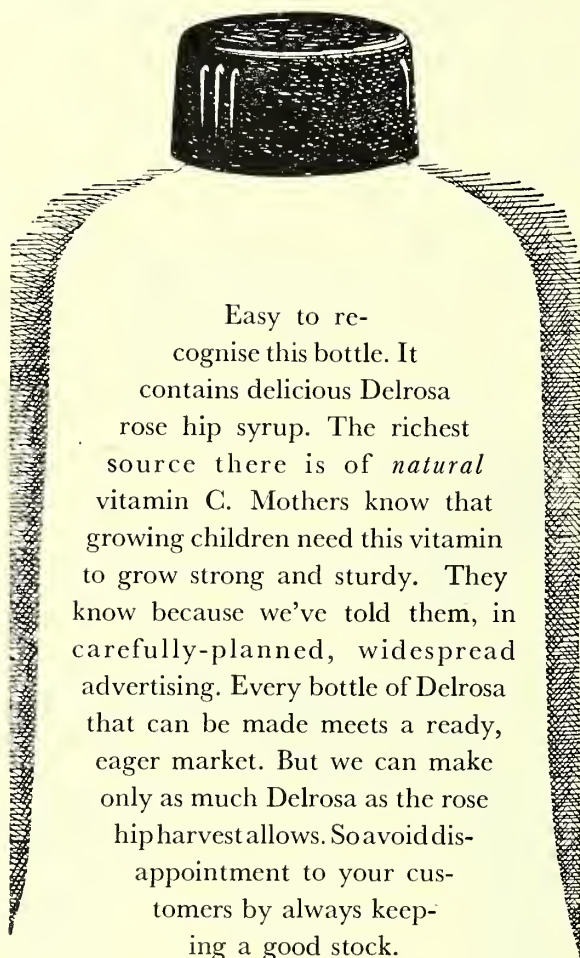 Easy to re-
cognise this bottle. It
contains delicious Delrosa
rose hip syrup. The richest
source there is of natural
vitamin C. Mothers know that
growing children need this vitamin
to grow strong and sturdy. They
know because we've told them, in
carefully-planned, widespread
advertising. Every bottle of Delrosa
that can be made meets a ready,
eager market. But we can make
only as much Delrosa as the rose
hip harvest allows. So avoid dis-
appointment to your cus-
tomers by always keep-
ing a good stock.